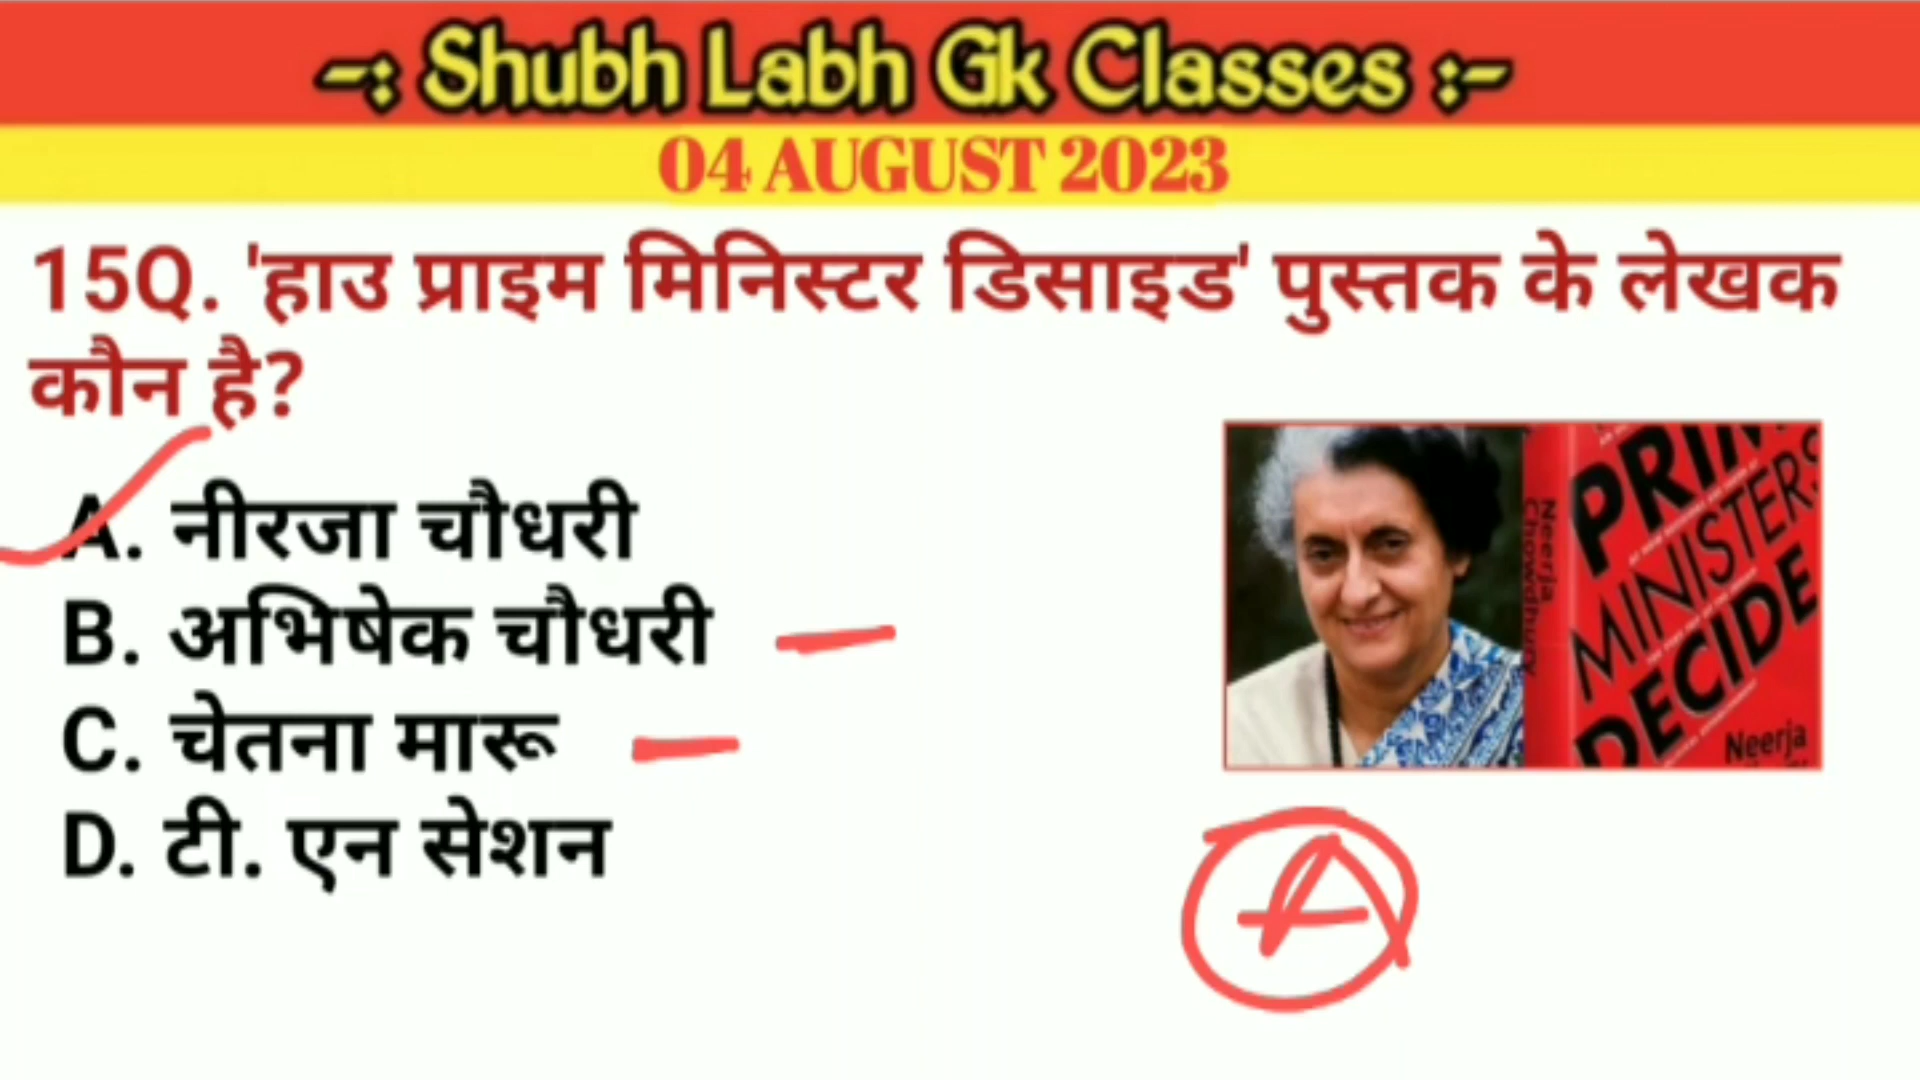 -: Shubh Labh Gk Classes :-
04 AUGUST 2023
15Q. 'हाउ प्राइम मिनिस्टर डिसाइड' पुस्तक के लेखक
कौन है?
A. नीरजा चौधरी
B. अभिषेक चौधरी
C. चेतना मारू
D. टी. एन सेशन
Neerja
Chowdhury
MINISTERS
DECIDE
Neerja
A